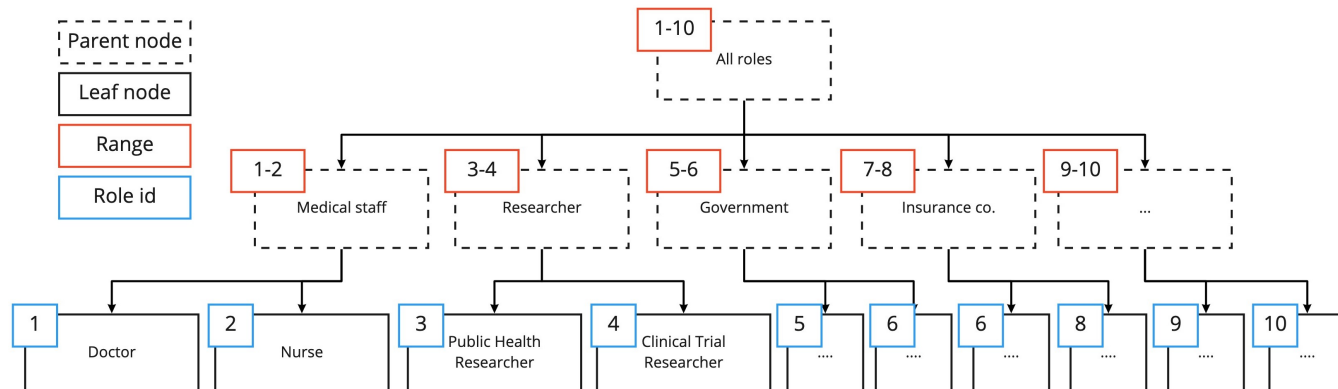 Parent node
Leaf node
Range
Role id
1-10
All roles
1-2
Medical staff
3-4
Researcher
5-6
Government
7-8
Insurance co.
9-10
...
1
Doctor
2
Nurse
3
Public Health
Researcher
4
Clinical Trial
Researcher
5
....
6
....
6
....
8
....
9
....
10
....